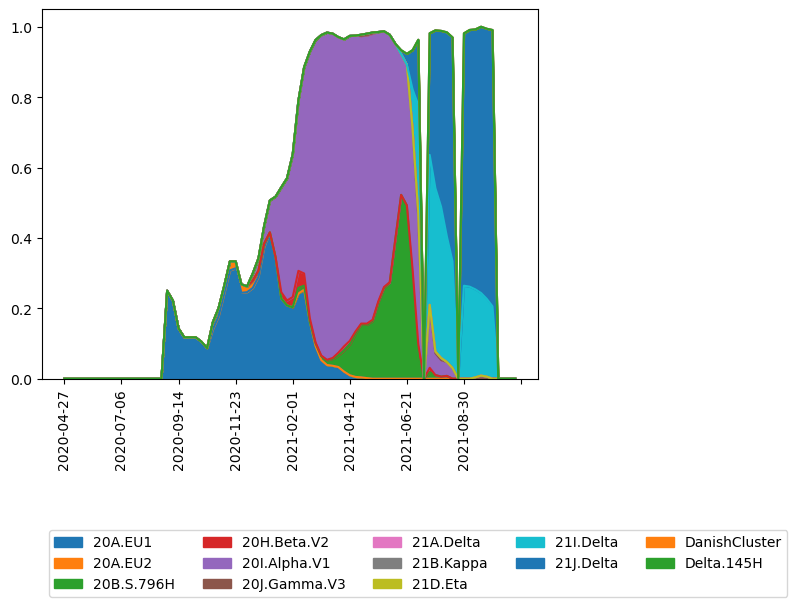 1.0
0.8
0.6
0.4
0.2
0.0
2020-04-27
2020-07-06
2020-09-14
2020-11-23
2021-02-01
2021-04-12
2021-06-21
2021-08-30
20A.EU1
20A.EU2
20B.S.796H
20H.Beta.V2
20I.Alpha.V1
20J.Gamma.V3
21A.Delta
21B.Kappa
21D.Eta
21I.Delta
21J.Delta
DanishCluster
Delta.145H